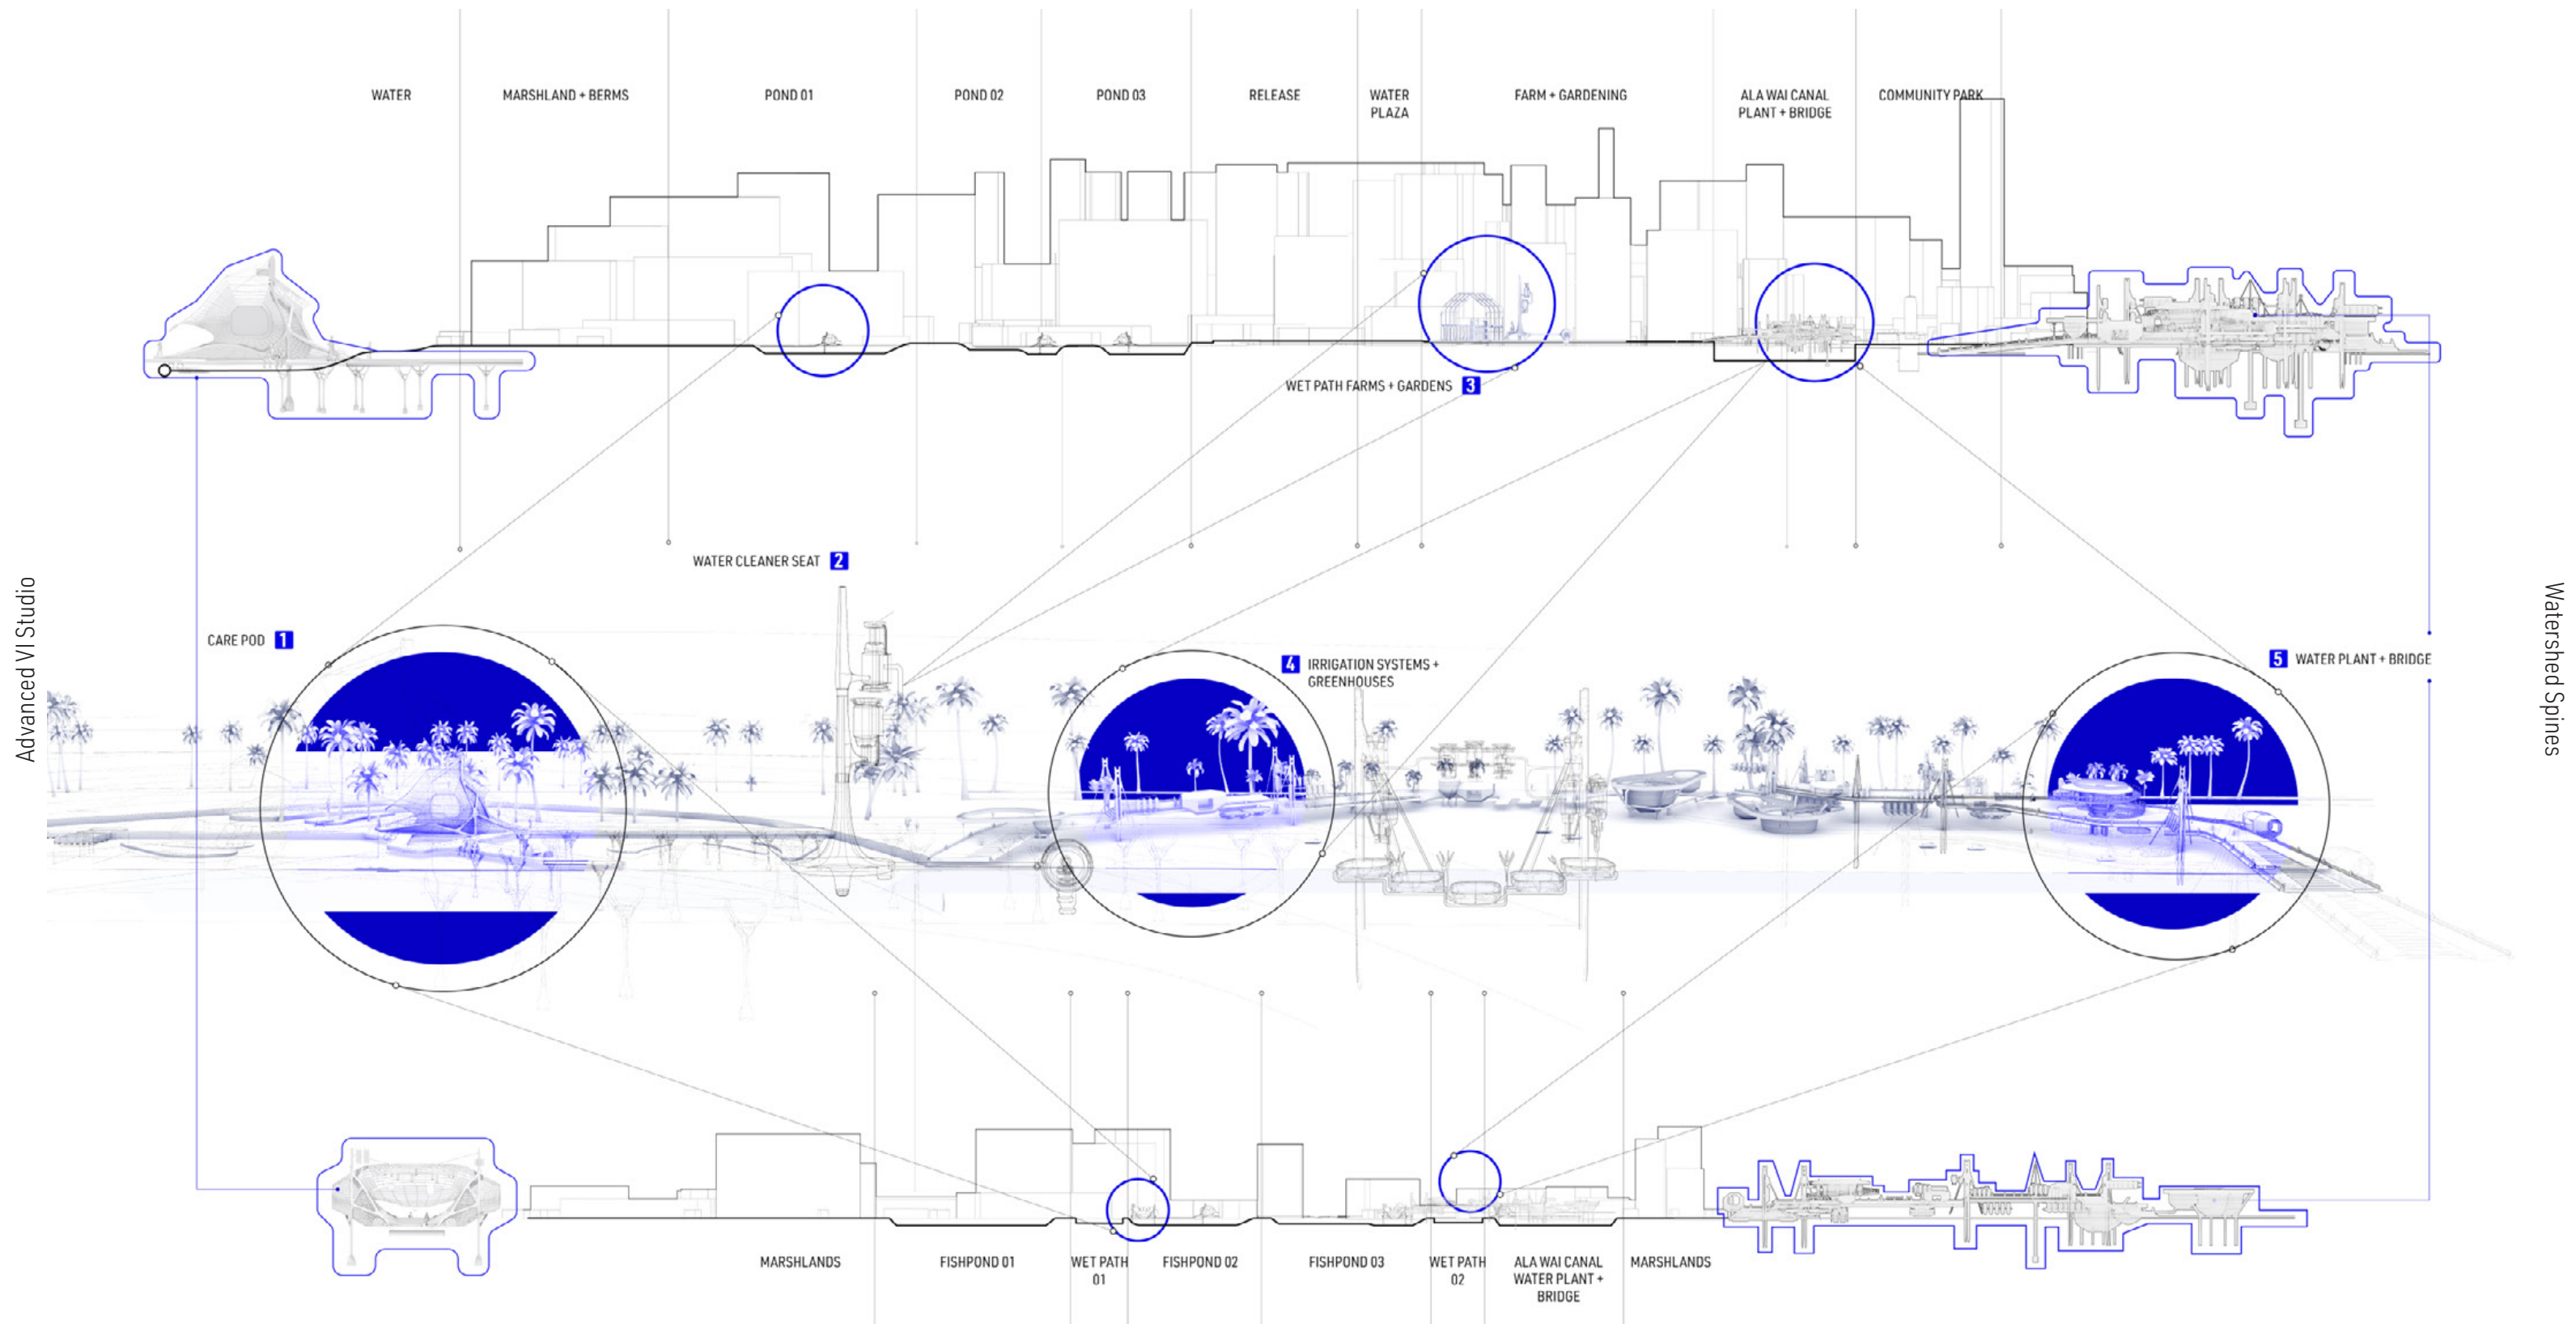 WATER
MARSHLAND + BERMS
POND 01
POND 02
POND 03
RELEASE
WATER
PLAZA
FARM + GARDENING
ALA WAI CANAL
PLANT + BRIDGE
COMMUNITY PARK
WET PATH FARMS + GARDENS 3
WATER CLEANER SEAT 2
CARE POD 1
4 IRRIGATION SYSTEMS +
GREENHOUSES
5 WATER PLANT + BRIDGE
Advanced VI Studio
Watershed Spines
MARSHLANDS
FISHPOND 01
WET PATH
01
FISHPOND 02
FISHPOND 03
WET PATH
02
ALA WAI CANAL
WATER PLANT +
BRIDGE
MARSHLANDS